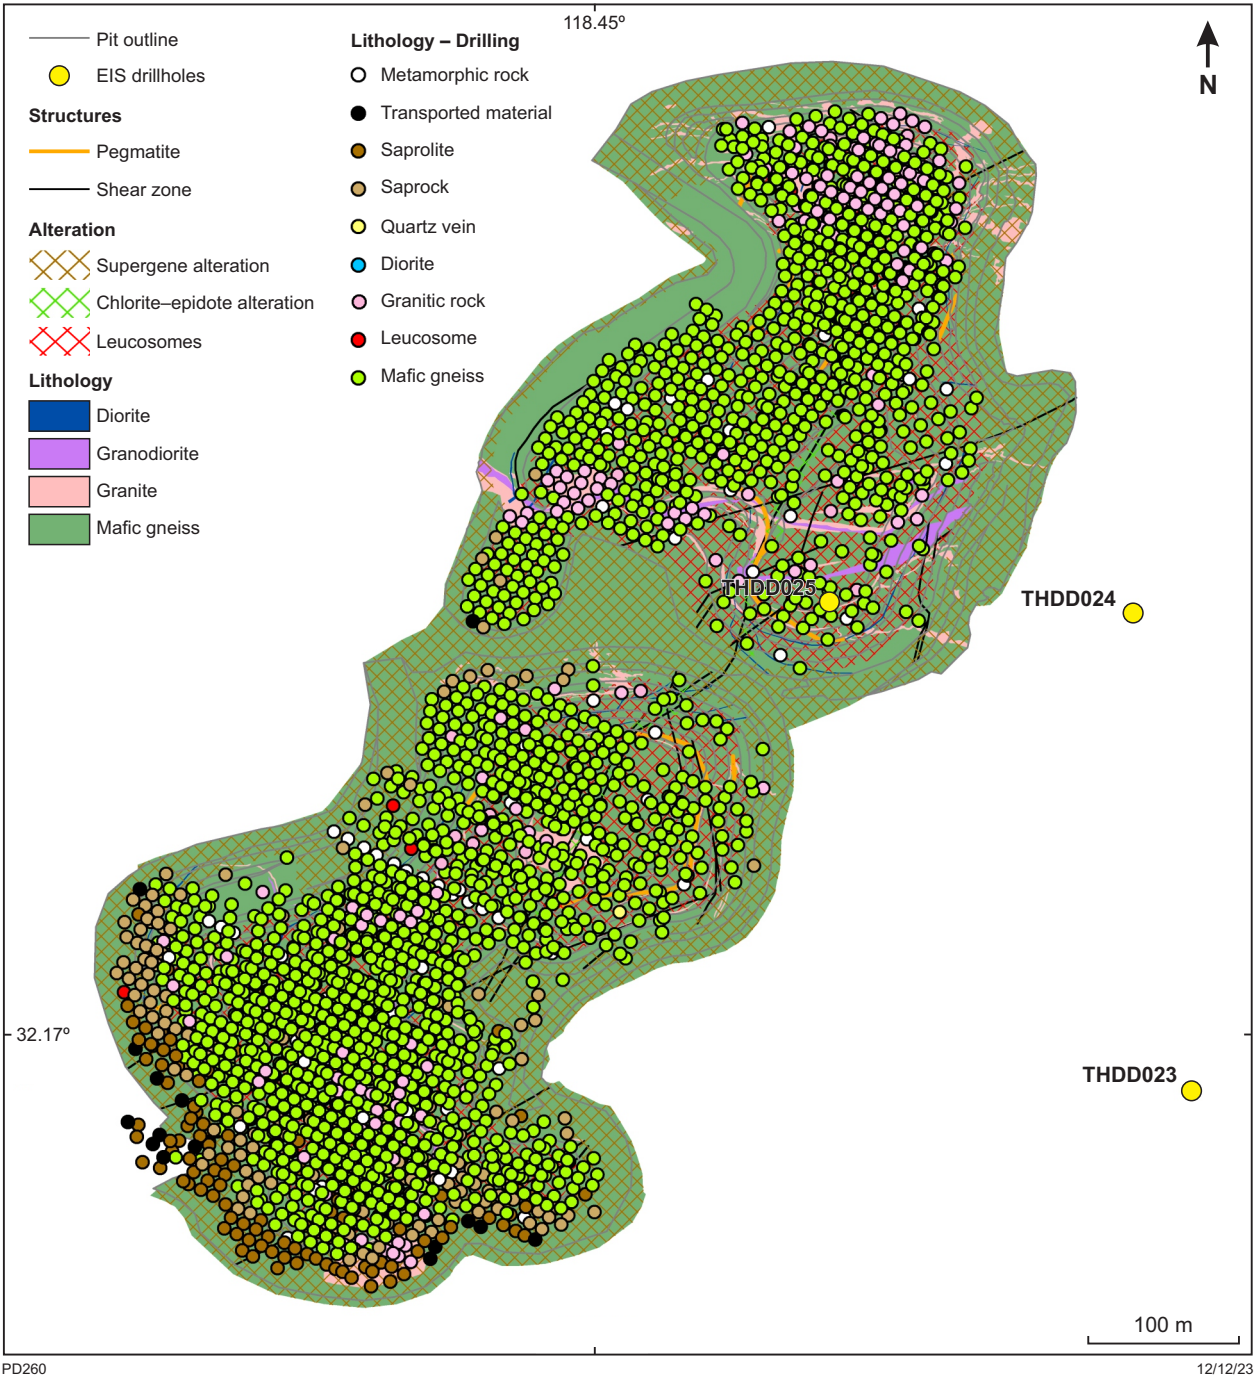 118.45º
N
Pit outline
EIS drillholes
Structures
Pegmatite
Shear zone
Alteration
Supergene alteration
Chlorite–epidote alteration
Leucosomes
Lithology
Diorite
Granodiorite
Granite
Mafic gneiss
Lithology – Drilling
Metamorphic rock
Transported material
Saprolite
Saprock
Quartz vein
Diorite
Granitic rock
Leucosome
Mafic gneiss
THDD025
THDD024
32.17º
THDD023
100 m
PD260
12/12/23